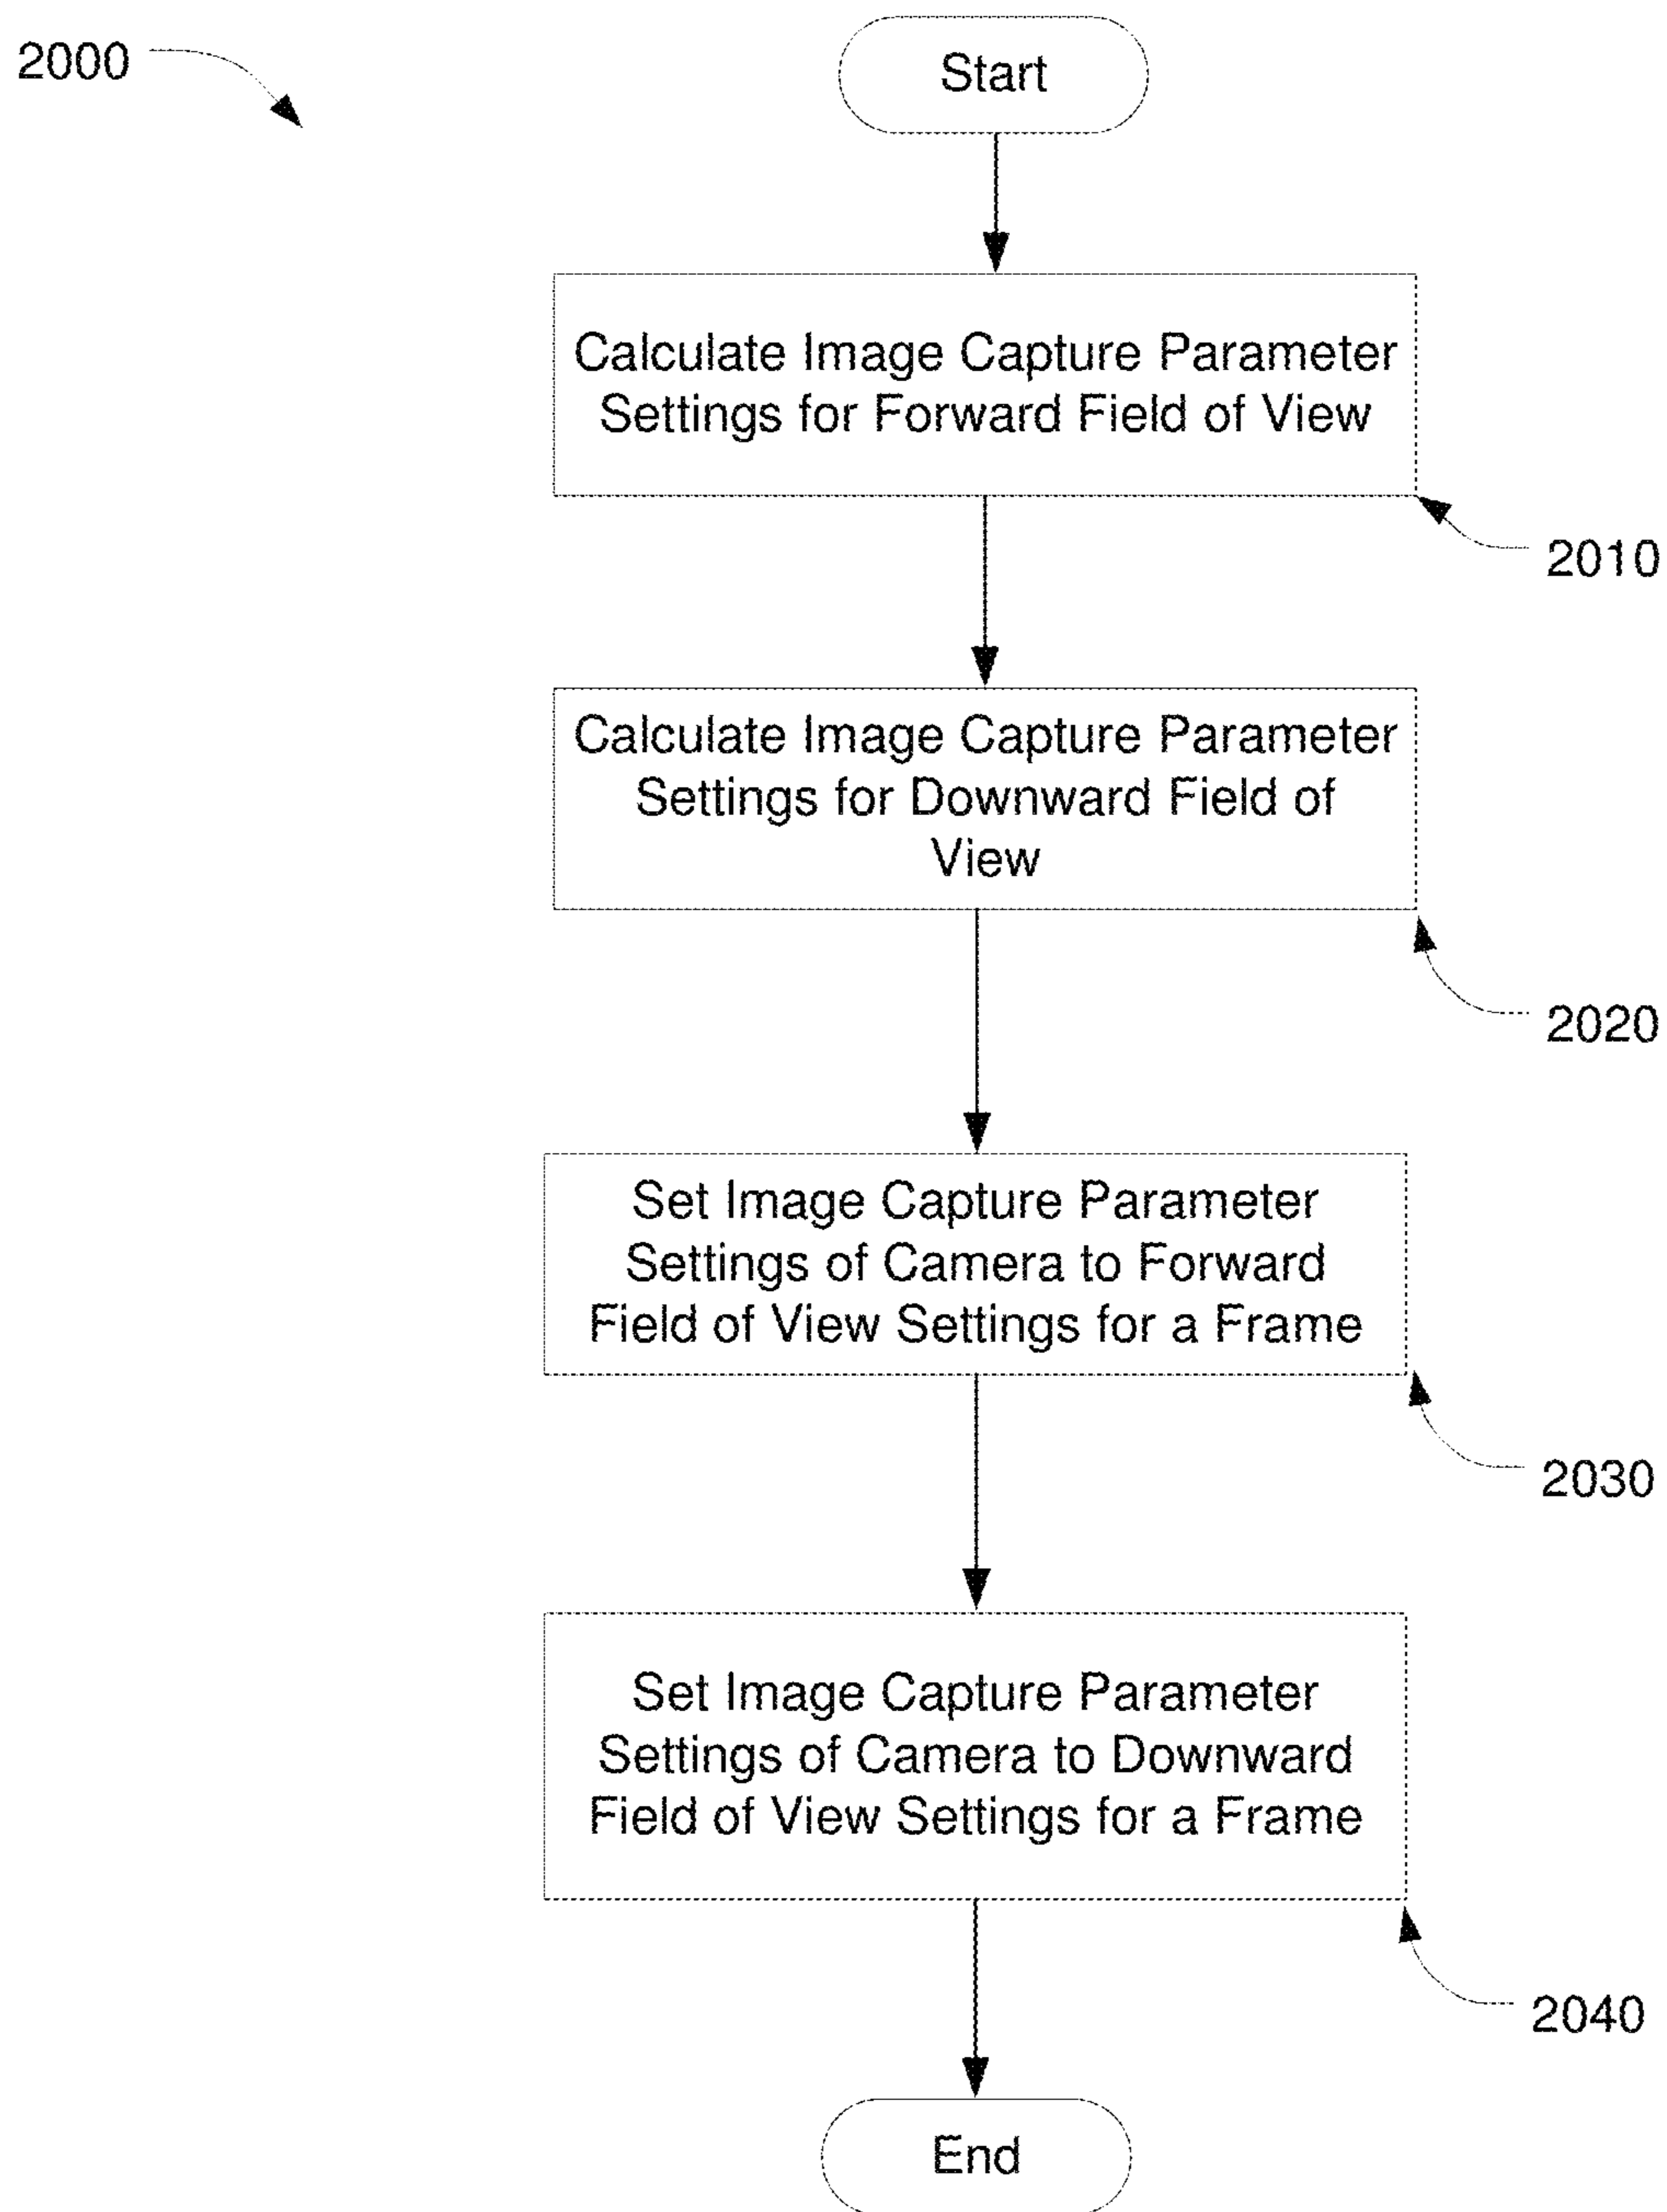 2000
Start
Calculate Image Capture Parameter
Settings for Forward Field of View
2010
Calculate Image Capture Parameter
Settings for Downward Field of
View
2020
Set Image Capture Parameter
Settings of Camera to Forward
Field of View Settings for a Frame
2030
Set Image Capture Parameter
Settings of Camera to Downward
Field of View Settings for a Frame
2040
End